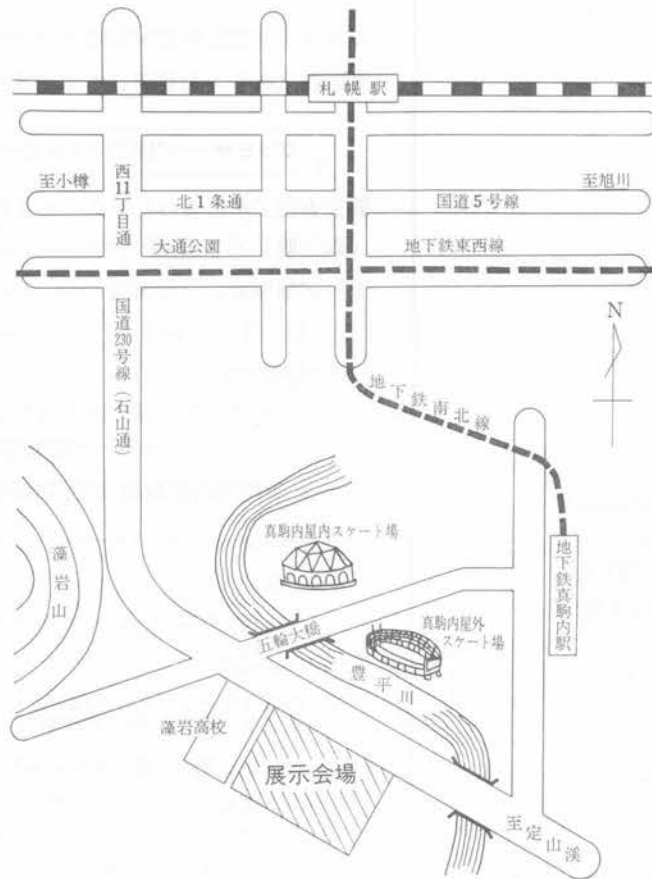 札幌駅
至小樽
西11丁目通
北1条通
国道5号線
至旭川
大通公園
地下鉄東西線
国道230号線(石山通)
N
地下鉄南北線
真駒内屋内スケート場
藻岩山
地下鉄真駒内駅
五輪大橋
真駒内屋外
スケート場
豊平川
藻岩高校
展示会場
至定山渓